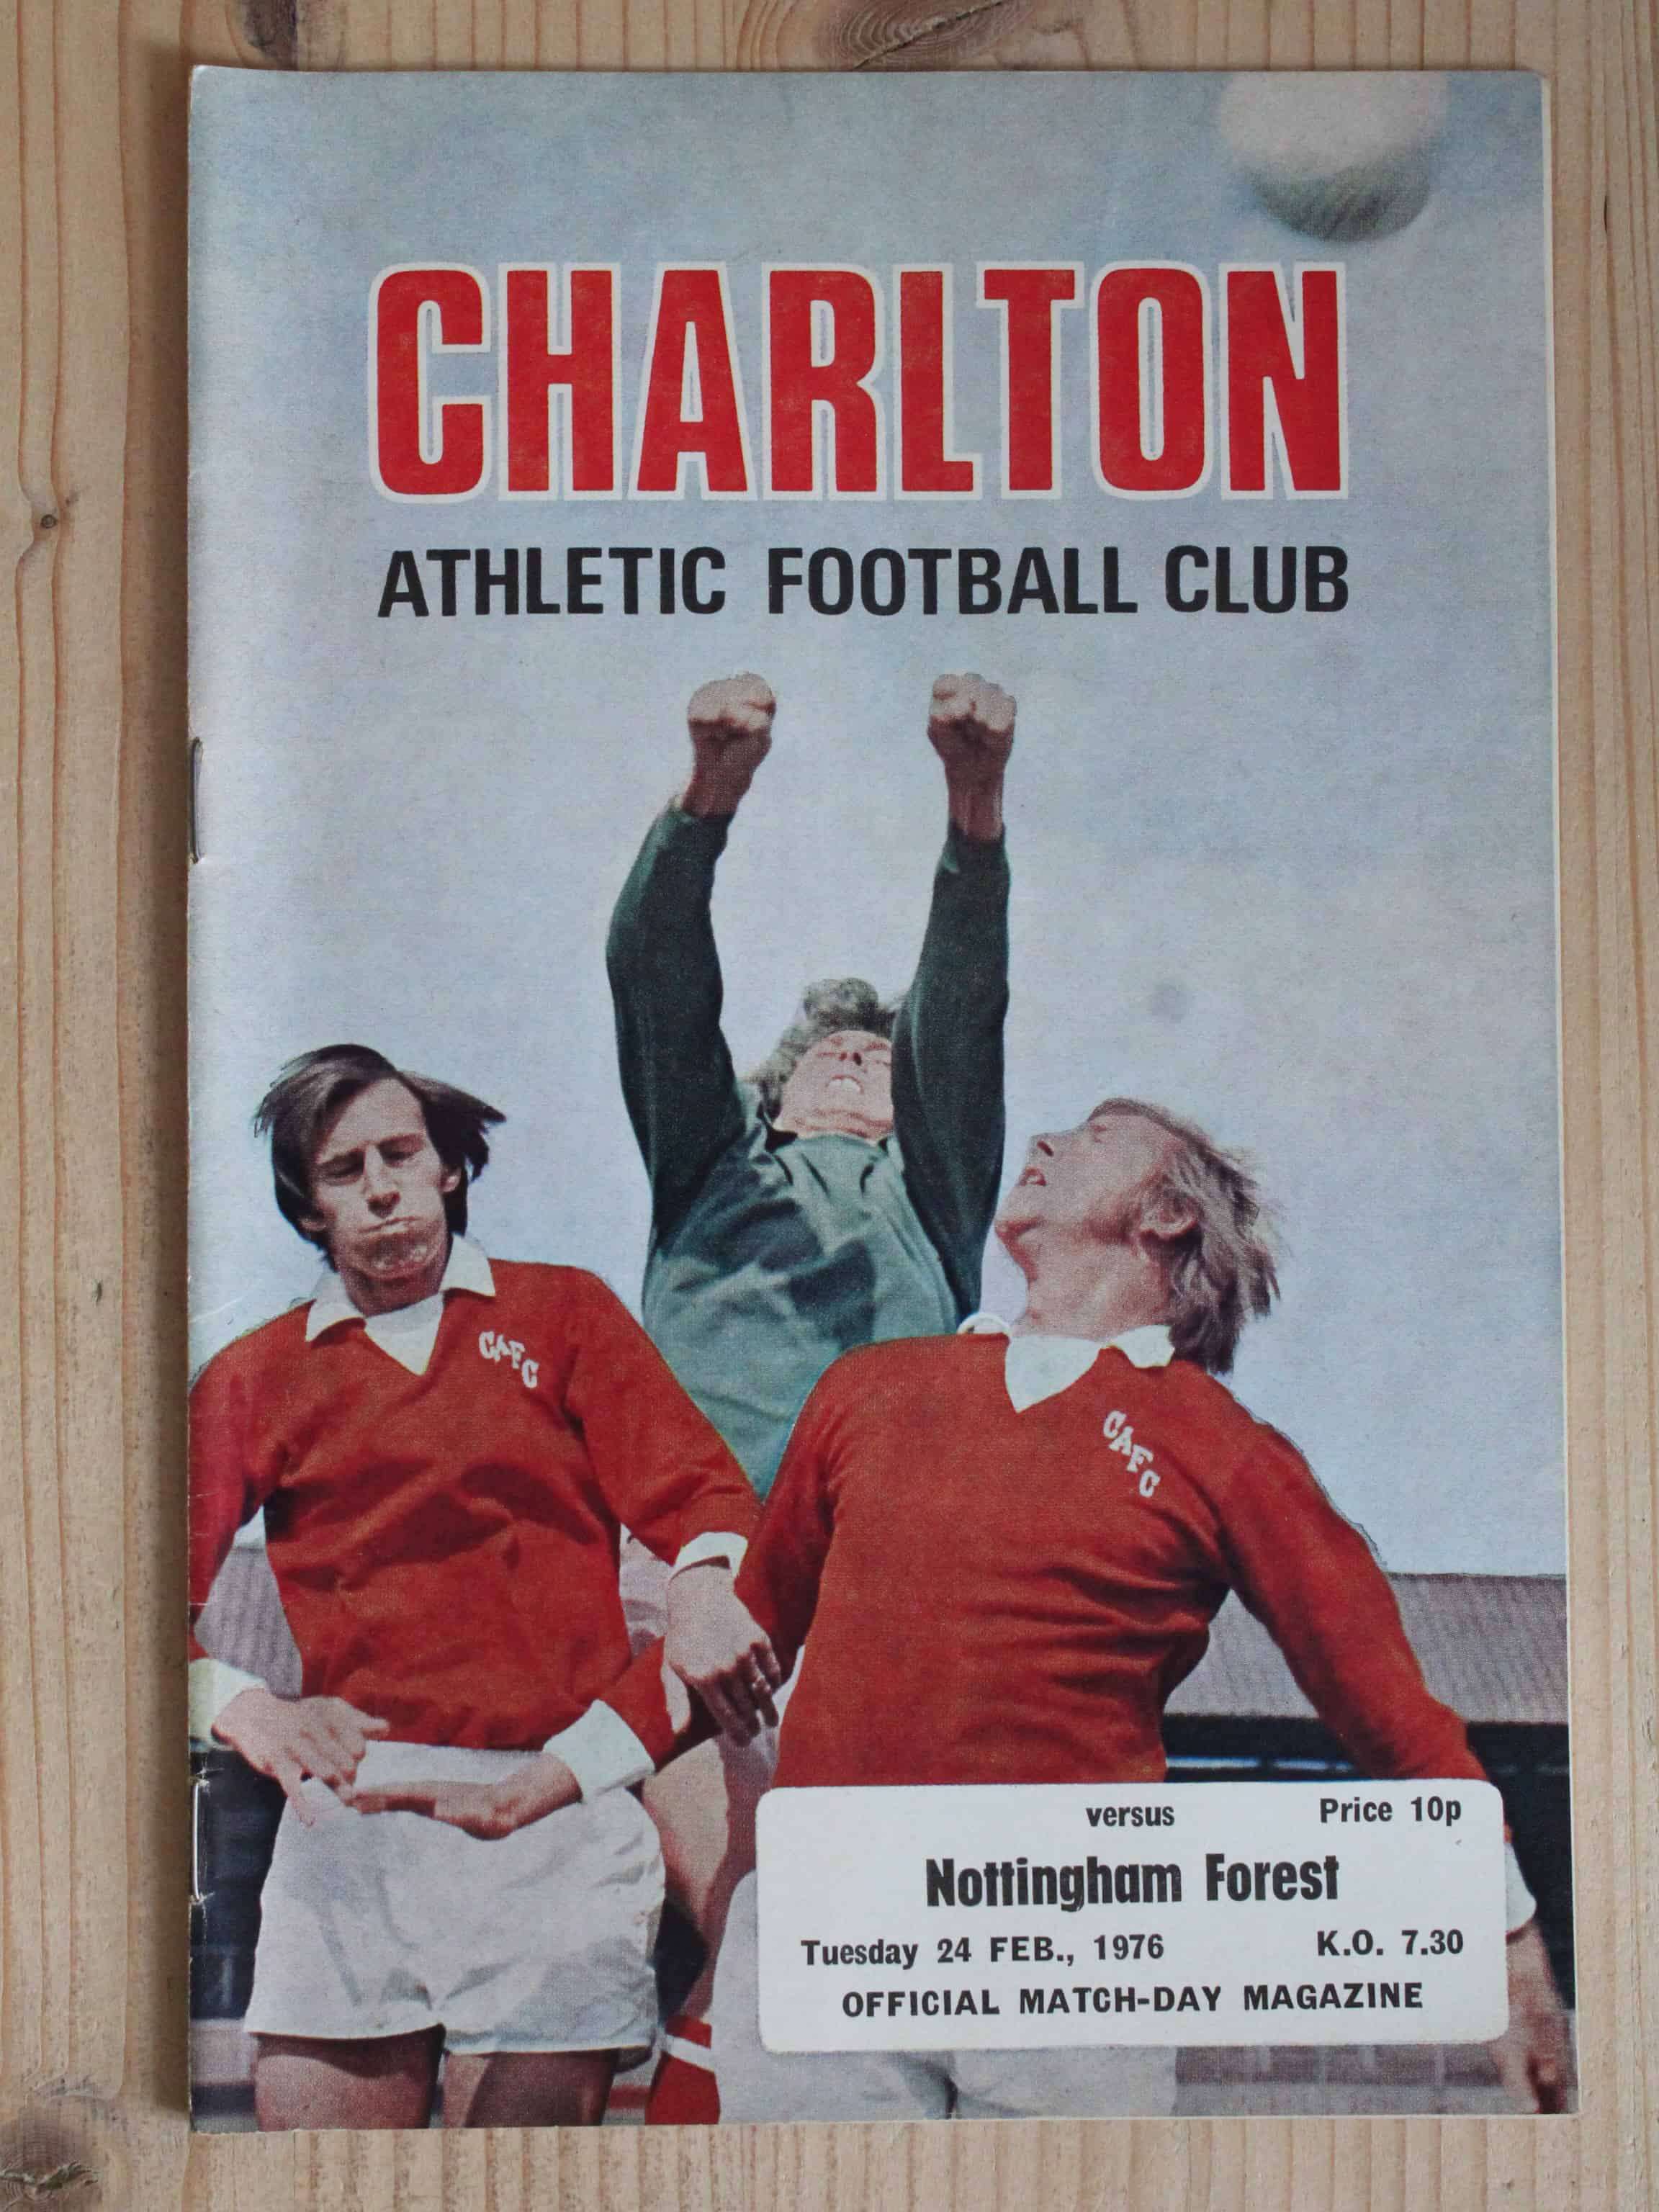 CHARLTON
ATHLETIC FOOTBALL CLUB
CAFC
CAFC
versus Price 10p
Nottingham Forest
Tuesday 24 FEB., 1976 K.O. 7.30
OFFICIAL MATCH-DAY MAGAZINE